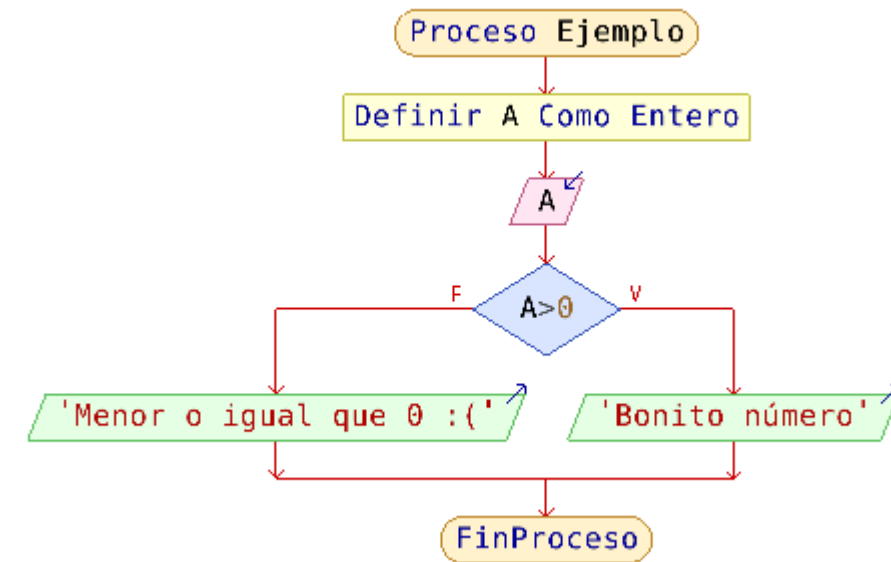 Proceso Ejemplo
Definir A Como Entero
A
F
A>0
V
'Menor o igual que 0 :('
'Bonito número'
FinProceso